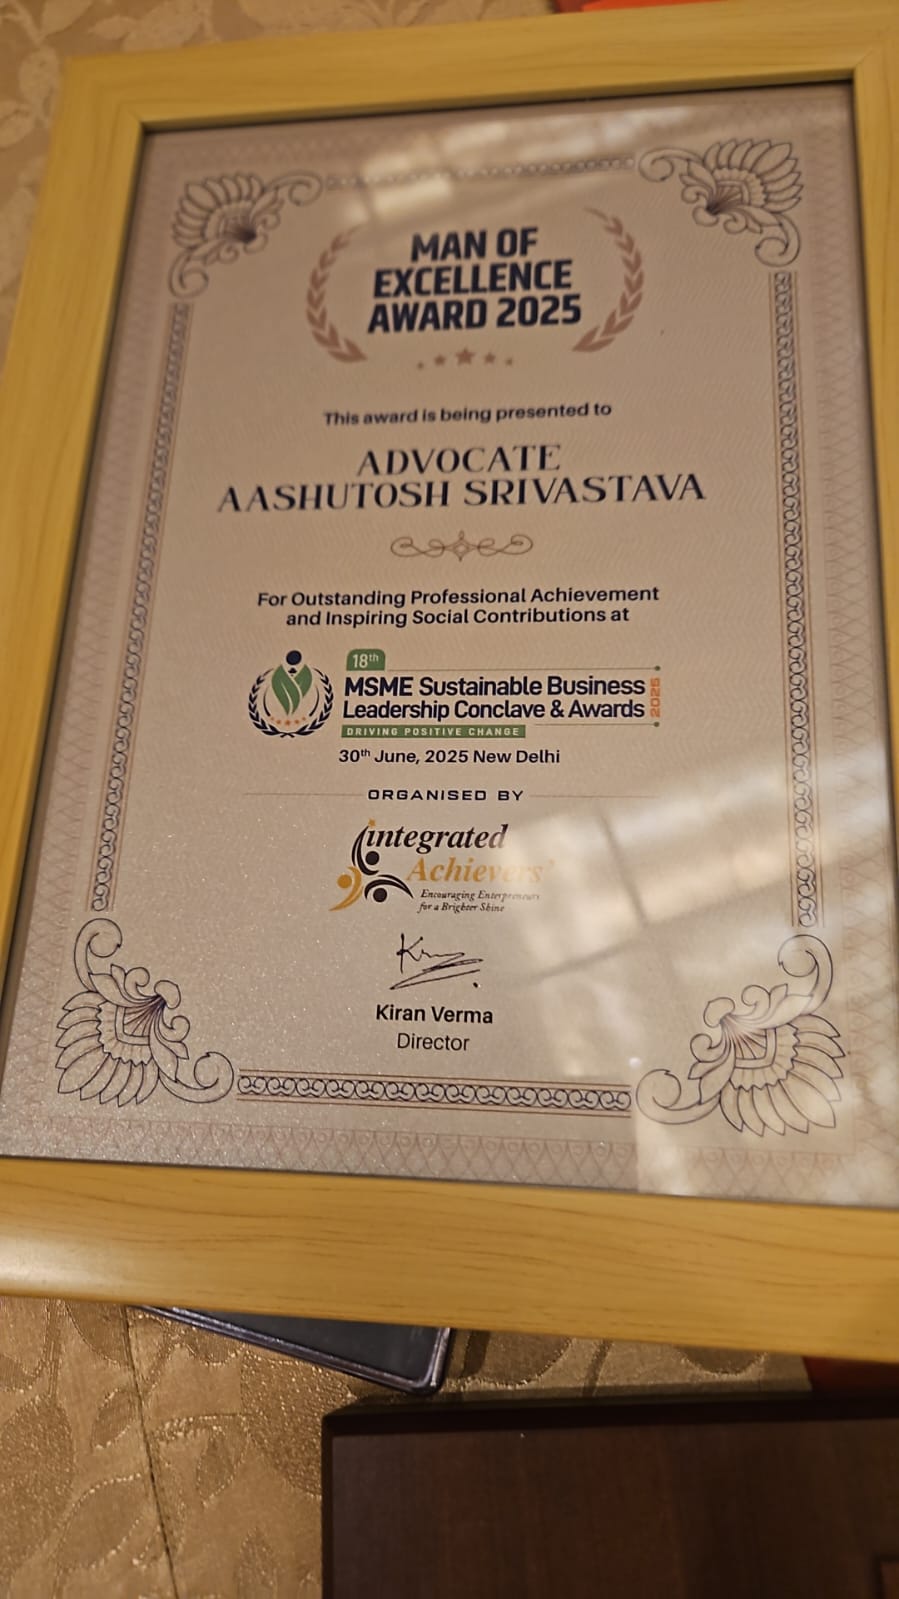 MAN OF
EXCELLENCE
AWARD 2025
This award is being presented to
ADVOCATE
AASHUTOSH SRIVASTAVA
For Outstanding Professional Achievement
and Inspiring Social Contributions at
18th
MSME Sustainable Business
Leadership Conclave & Awards
2025
DRIVING POSITIVE CHANGE
30th June, 2025 New Delhi
ORGANISED BY
integrated
Achievers'
Encouraging Enterpreneurs
for a Brighter Shine
Kiran Verma
Director